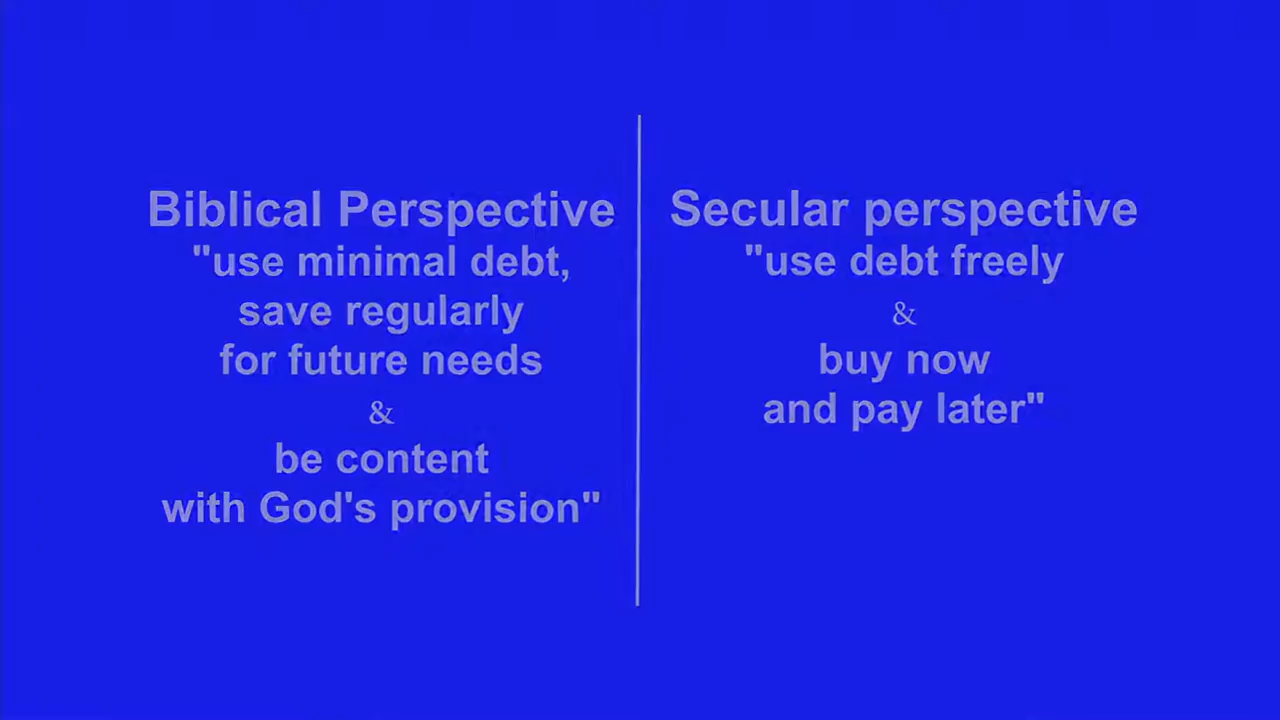 Biblical Perspective
"use minimal debt,
save regularly
for future needs
&
be content
with God's provision"
Secular perspective
"use debt freely
&
buy now
and pay later"